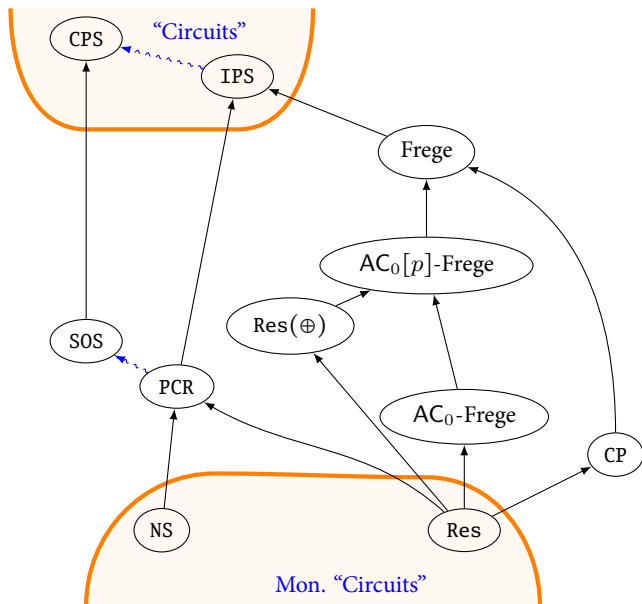 “Circuits”
CPS
IPS
Frege
AC₀[p]-Frege
Res(⊕)
SOS
PCR
AC₀-Frege
CP
NS
Res
Mon. “Circuits”